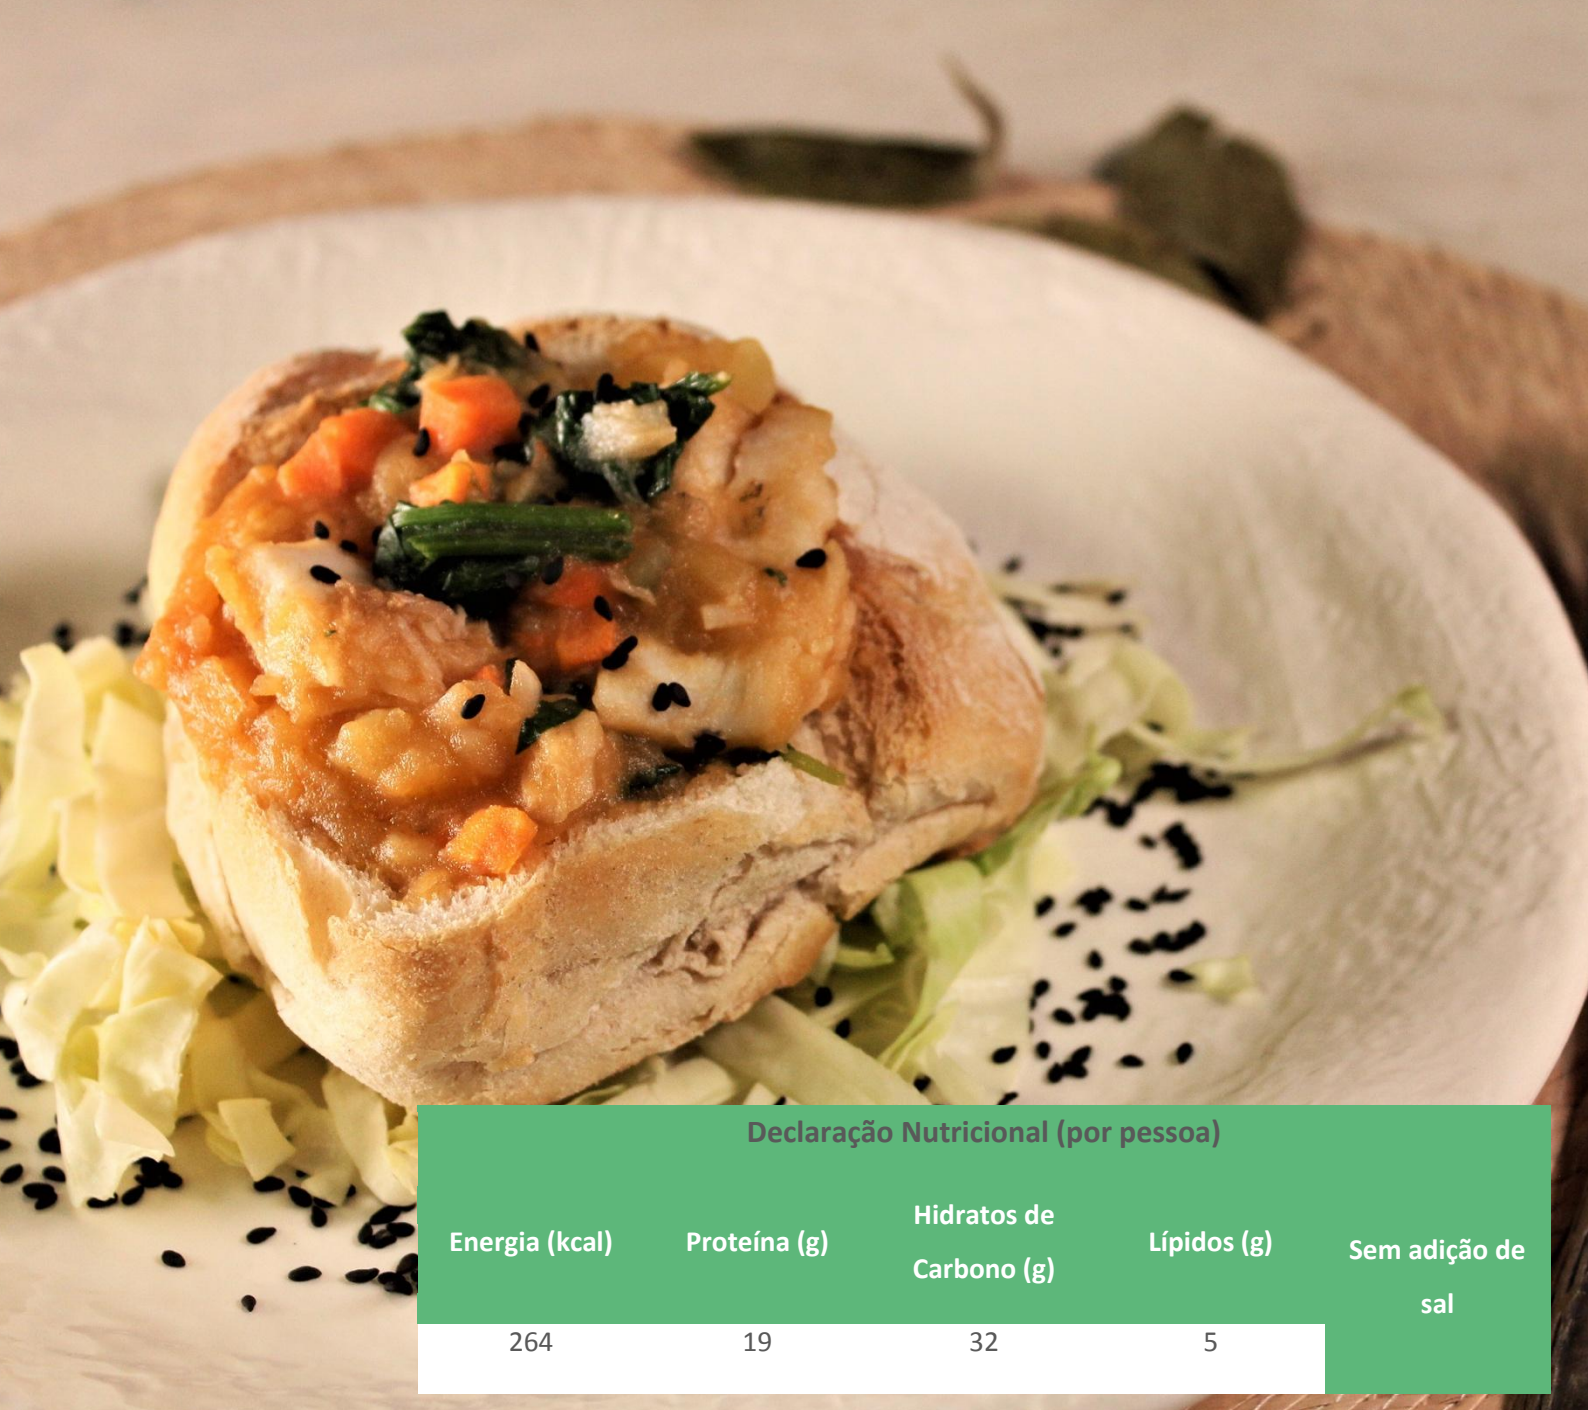 Declaração Nutricional (por pessoa)
Energia (kcal)
Proteína (g)
Hidratos de
Carbono (g)
Lípidos (g)
Sem adição de
sal
264
19
32
5